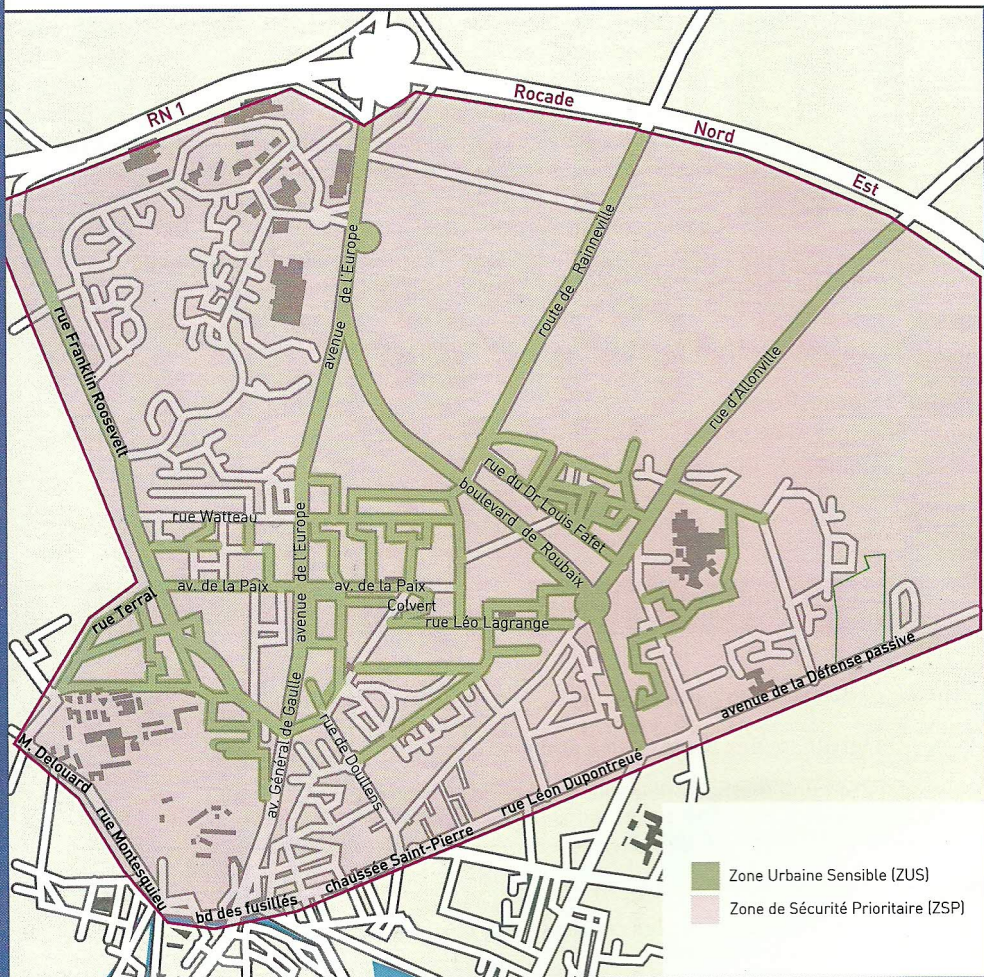 RN 1
Rocade
Nord
Est
avenue de l'Europe
route de Rainneville
rue d'Allonville
rue Franklin Roosevelt
rue du Dr Louis Fafet
boulevard de Roubaix
rue Watteau
avenue de l'Europe
av. de la Paix
av. de la Paix
Colvert
rue Terral
rue Léo Lagrange
av. Général de Gaulle
rue de Doullens
avenue de la Défense passive
M. Delouard
rue Montesquieu
rue Léon Dupontreué
chaussée Saint-Pierre
bd des fusillés
Zone Urbaine Sensible (ZUS)
Zone de Sécurité Prioritaire (ZSP)